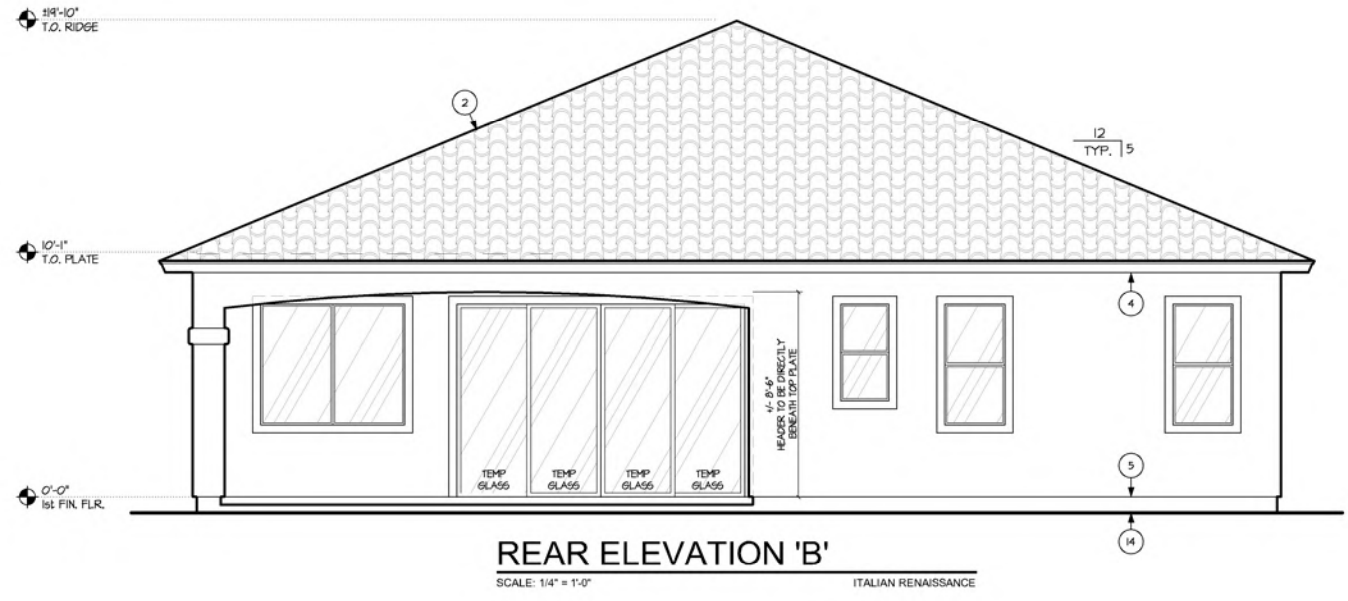 ±19'-10"
T.O. RIDGE
2
12
TYP. 5
10'-1"
T.O. PLATE
4
+/- 8'-6"
HEADER TO BE DIRECTLY
BENEATH TOP PLATE
TEMP GLASS
TEMP GLASS
TEMP GLASS
TEMP GLASS
5
0'-0"
1st FIN. FLR.
14
REAR ELEVATION 'B'
SCALE: 1/4" = 1'-0"
ITALIAN RENAISSANCE